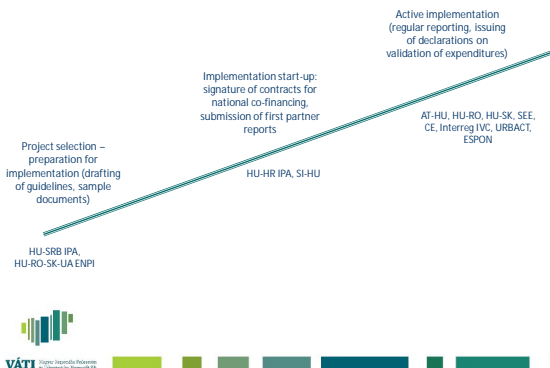 Active implementation
(regular reporting, issuing
of declarations on
validation of expenditures)
Implementation start-up:
signature of contracts for
national co-financing,
submission of first partner
reports
AT-HU, HU-RO, HU-SK, SEE,
CE, Interreg IVC, URBACT,
ESPON
Project selection –
preparation for
implementation (drafting
of guidelines, sample
documents)
HU-HR IPA, SI-HU
HU-SRB IPA,
HU-RO-SK-UA ENPI
VÁTI